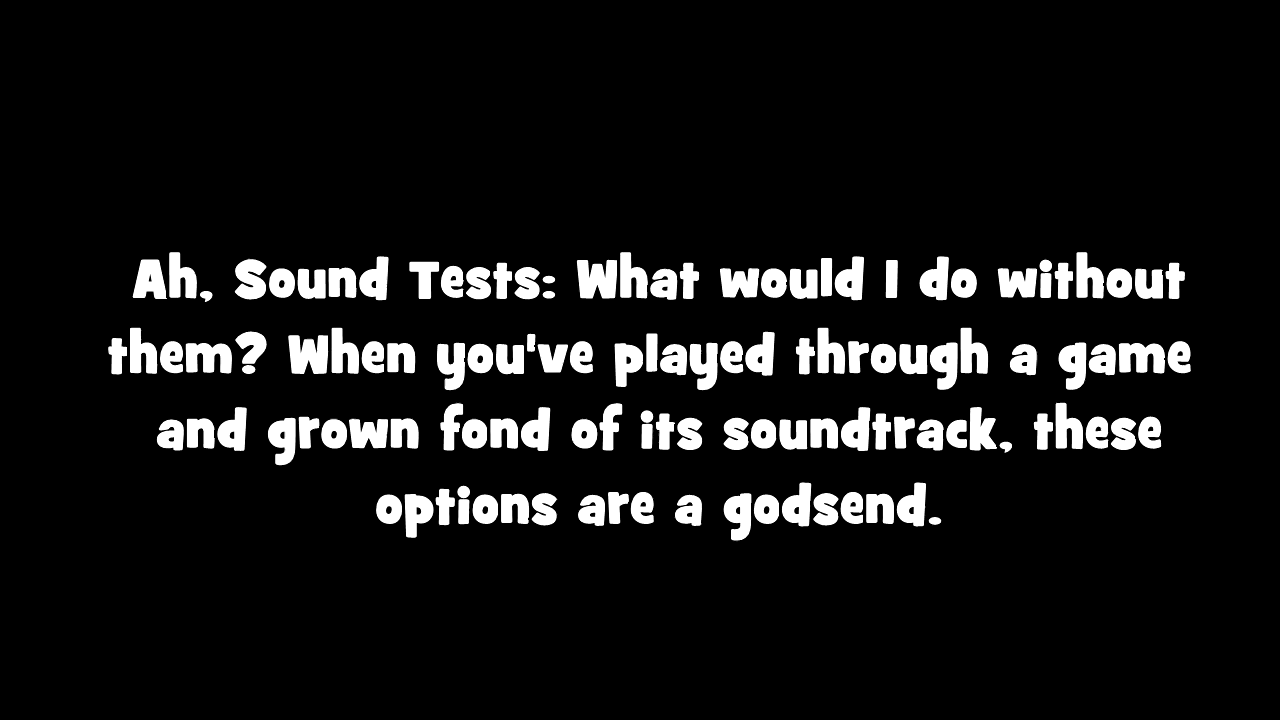 Ah, Sound Tests: What would I do without
them? When you've played through a game
and grown fond of its soundtrack, these
options are a godsend.